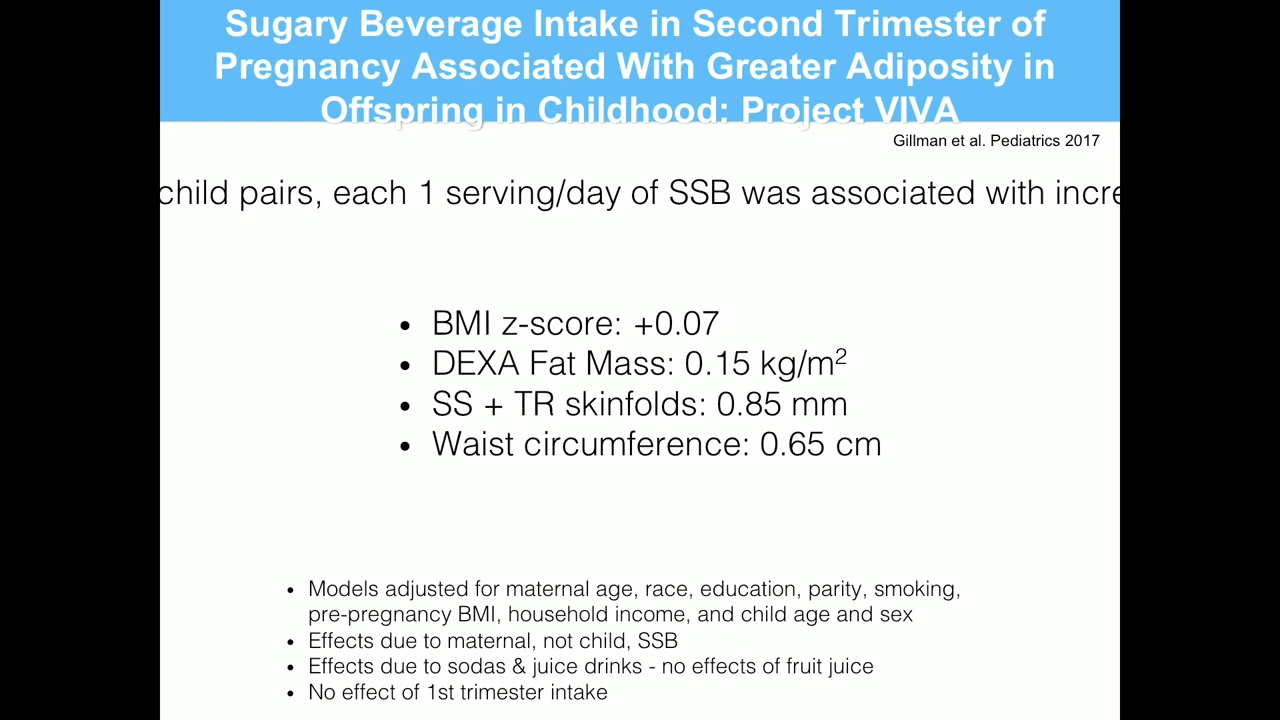 Sugary Beverage Intake in Second Trimester of
Pregnancy Associated With Greater Adiposity in
Offspring in Childhood: Project VIVA
Gillman et al. Pediatrics 2017
child pairs, each 1 serving/day of SSB was associated with incre
• BMI z-score: +0.07
• DEXA Fat Mass: 0.15 kg/m²
• SS + TR skinfolds: 0.85 mm
• Waist circumference: 0.65 cm
• Models adjusted for maternal age, race, education, parity, smoking,
pre-pregnancy BMI, household income, and child age and sex
• Effects due to maternal, not child, SSB
• Effects due to sodas & juice drinks - no effects of fruit juice
• No effect of 1st trimester intake